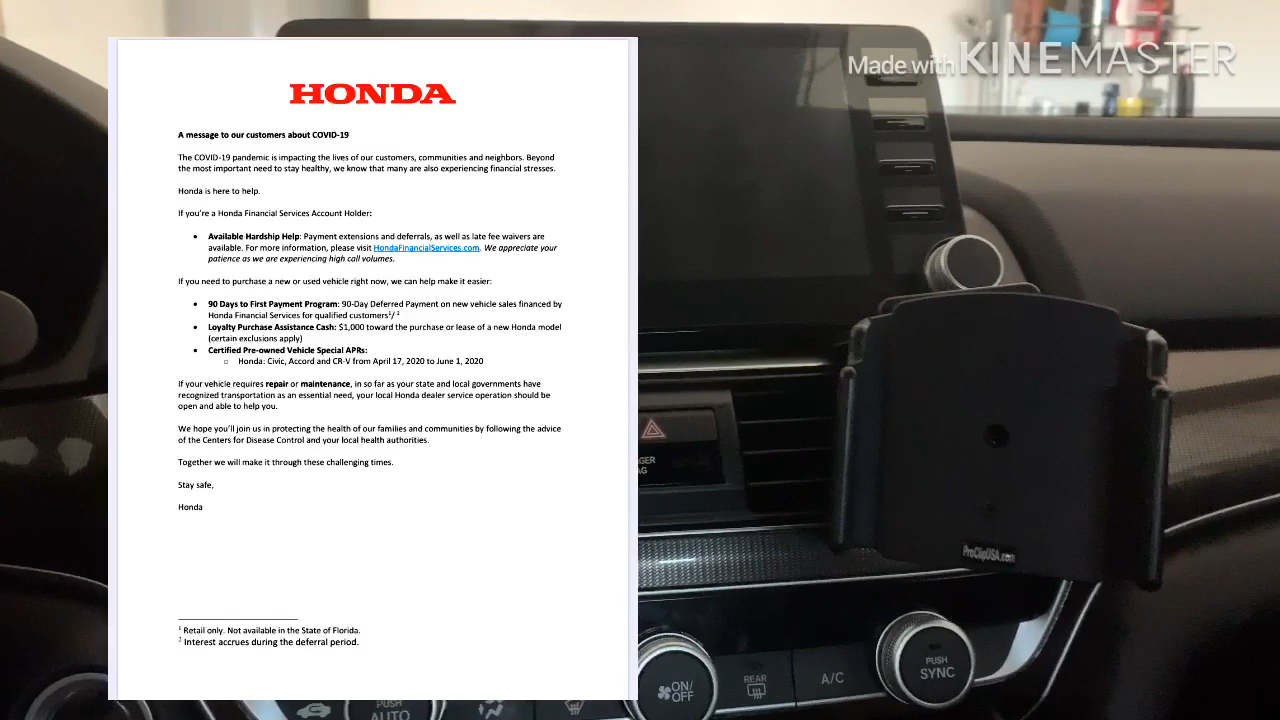 Made with KINEMASTER
HONDA
A message to our customers about COVID-19
The COVID-19 pandemic is impacting the lives of our customers, communities and neighbors. Beyond
the most important need to stay healthy, we know that many are also experiencing financial stresses.
Honda is here to help.
If you're a Honda Financial Services Account Holder:
• Available Hardship Help: Payment extensions and deferrals, as well as late fee waivers are
available. For more information, please visit HondaFinancialServices.com. We appreciate your
patience as we are experiencing high call volumes.
If you need to purchase a new or used vehicle right now, we can help make it easier:
• 90 Days to First Payment Program: 90-Day Deferred Payment on new vehicle sales financed by
Honda Financial Services for qualified customers¹/ ²
• Loyalty Purchase Assistance Cash: $1,000 toward the purchase or lease of a new Honda model
(certain exclusions apply)
• Certified Pre-owned Vehicle Special APRs:
○ Honda: Civic, Accord and CR-V from April 17, 2020 to June 1, 2020
If your vehicle requires repair or maintenance, in so far as your state and local governments have
recognized transportation as an essential need, your local Honda dealer service operation should be
open and able to help you.
We hope you'll join us in protecting the health of our families and communities by following the advice
of the Centers for Disease Control and your local health authorities.
Together we will make it through these challenging times.
Stay safe,
Honda
¹ Retail only. Not available in the State of Florida.
² Interest accrues during the deferral period.
ProClipUSA.com
ON/
OFF
REAR
A/C
PUSH
SYNC
PUSH
AUTO